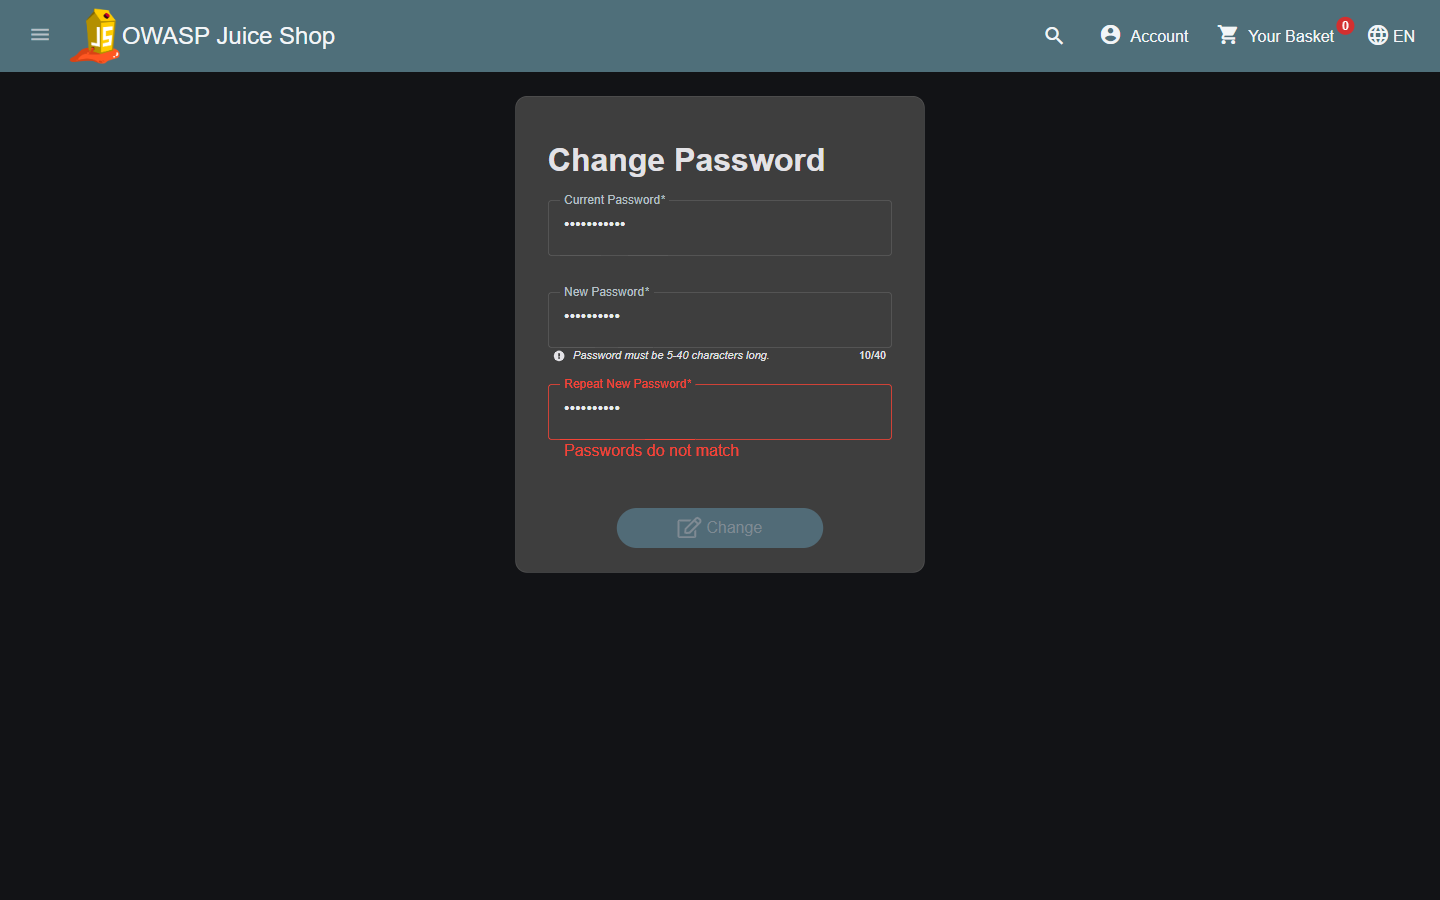 OWASP Juice Shop
Account
Your Basket 0
EN
Change Password
Current Password*
•••••••••••
New Password*
••••••••••
Password must be 5-40 characters long. 10/40
Repeat New Password*
••••••••••
Passwords do not match
Change